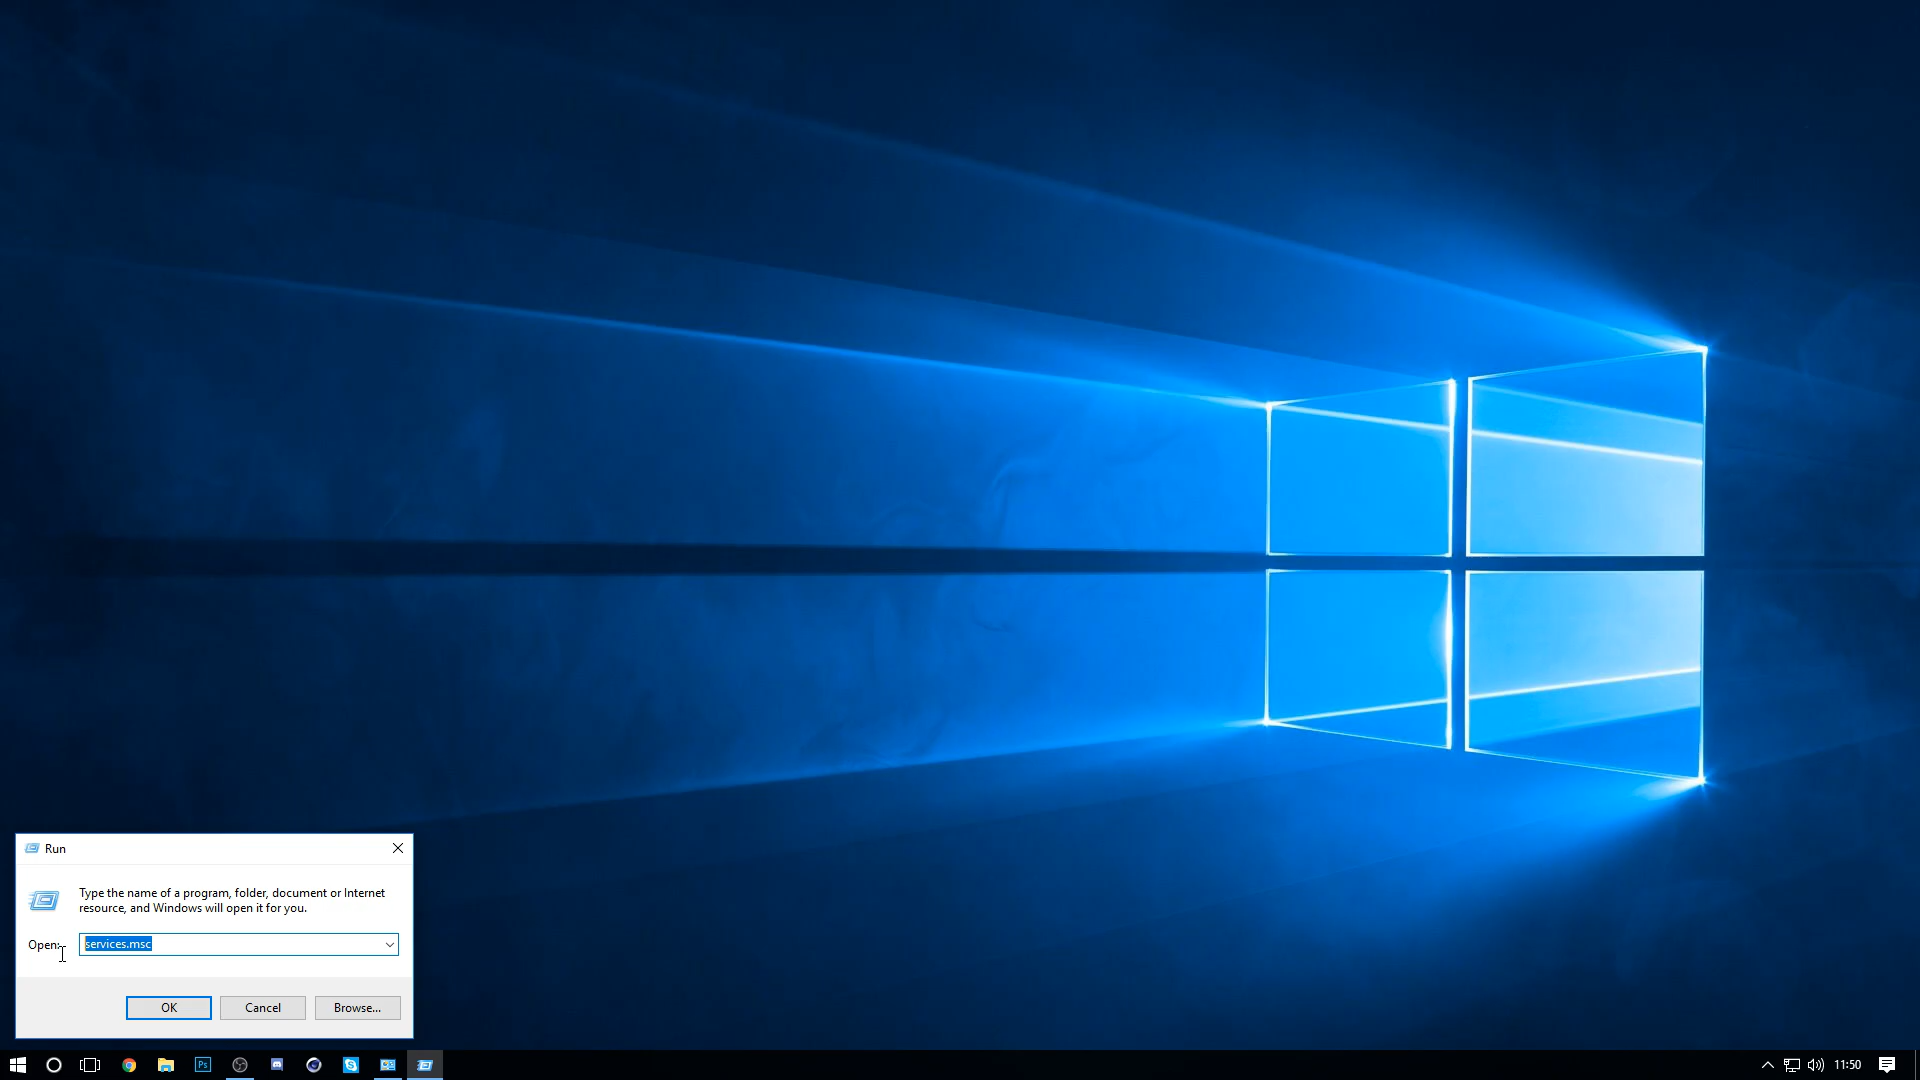 Run
Type the name of a program, folder, document or Internet
resource, and Windows will open it for you.
Open:
services.msc
OK
Cancel
Browse...
Ps
11:50